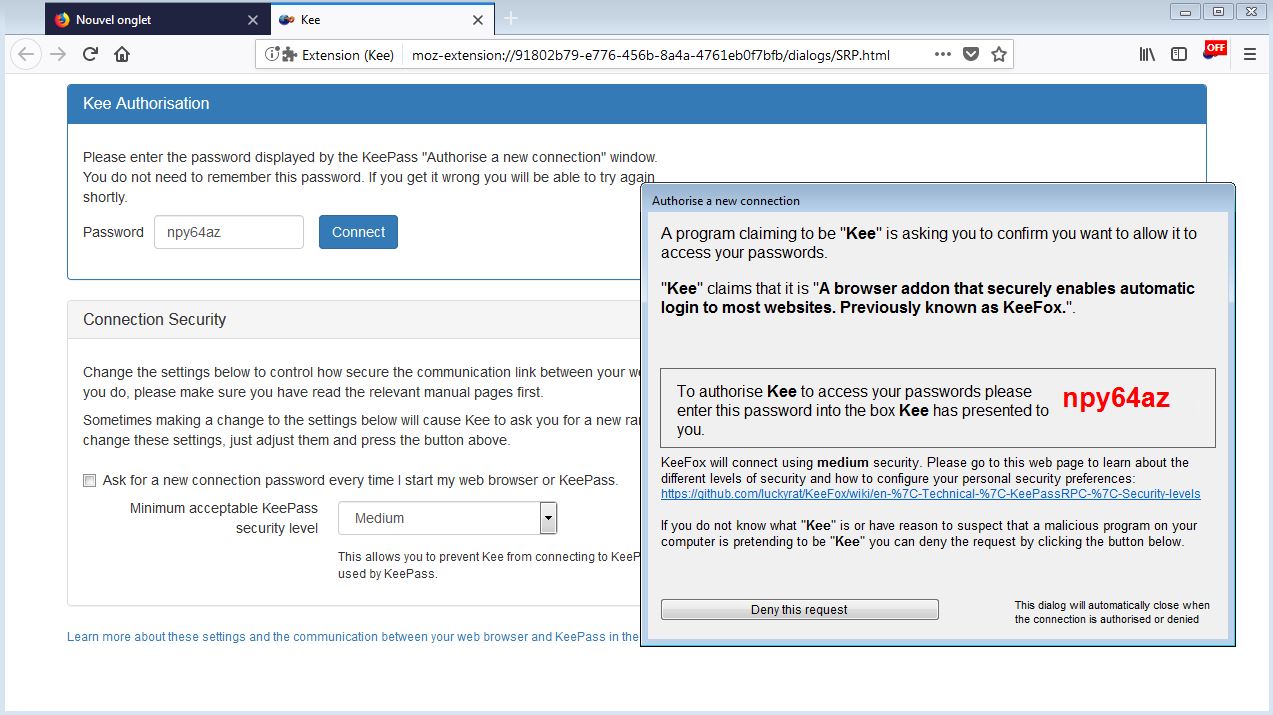 Nouvel onglet
Kee
Extension (Kee)
moz-extension://91802b79-e776-456b-8a4a-4761eb0f7bfb/dialogs/SRP.html
OFF
Kee Authorisation
Please enter the password displayed by the KeePass "Authorise a new connection" window.
You do not need to remember this password. If you get it wrong you will be able to try again
shortly.
Password npy64az Connect
Connection Security
Change the settings below to control how secure the communication link between your we
you do, please make sure you have read the relevant manual pages first.
Sometimes making a change to the settings below will cause Kee to ask you for a new ran
change these settings, just adjust them and press the button above.
Ask for a new connection password every time I start my web browser or KeePass.
Minimum acceptable KeePass
security level
Medium
This allows you to prevent Kee from connecting to KeeP
used by KeePass.
Learn more about these settings and the communication between your web browser and KeePass in the
Authorise a new connection
A program claiming to be "Kee" is asking you to confirm you want to allow it to
access your passwords.
"Kee" claims that it is "A browser addon that securely enables automatic
login to most websites. Previously known as KeeFox.".
To authorise Kee to access your passwords please
enter this password into the box Kee has presented to
you.
npy64az
KeeFox will connect using medium security. Please go to this web page to learn about the
different levels of security and how to configure your personal security preferences:
https://github.com/luckyrat/KeeFox/wiki/en-%7C-Technical-%7C-KeePassRPC-%7C-Security-levels
If you do not know what "Kee" is or have reason to suspect that a malicious program on your
computer is pretending to be "Kee" you can deny the request by clicking the button below.
Deny this request
This dialog will automatically close when
the connection is authorised or denied